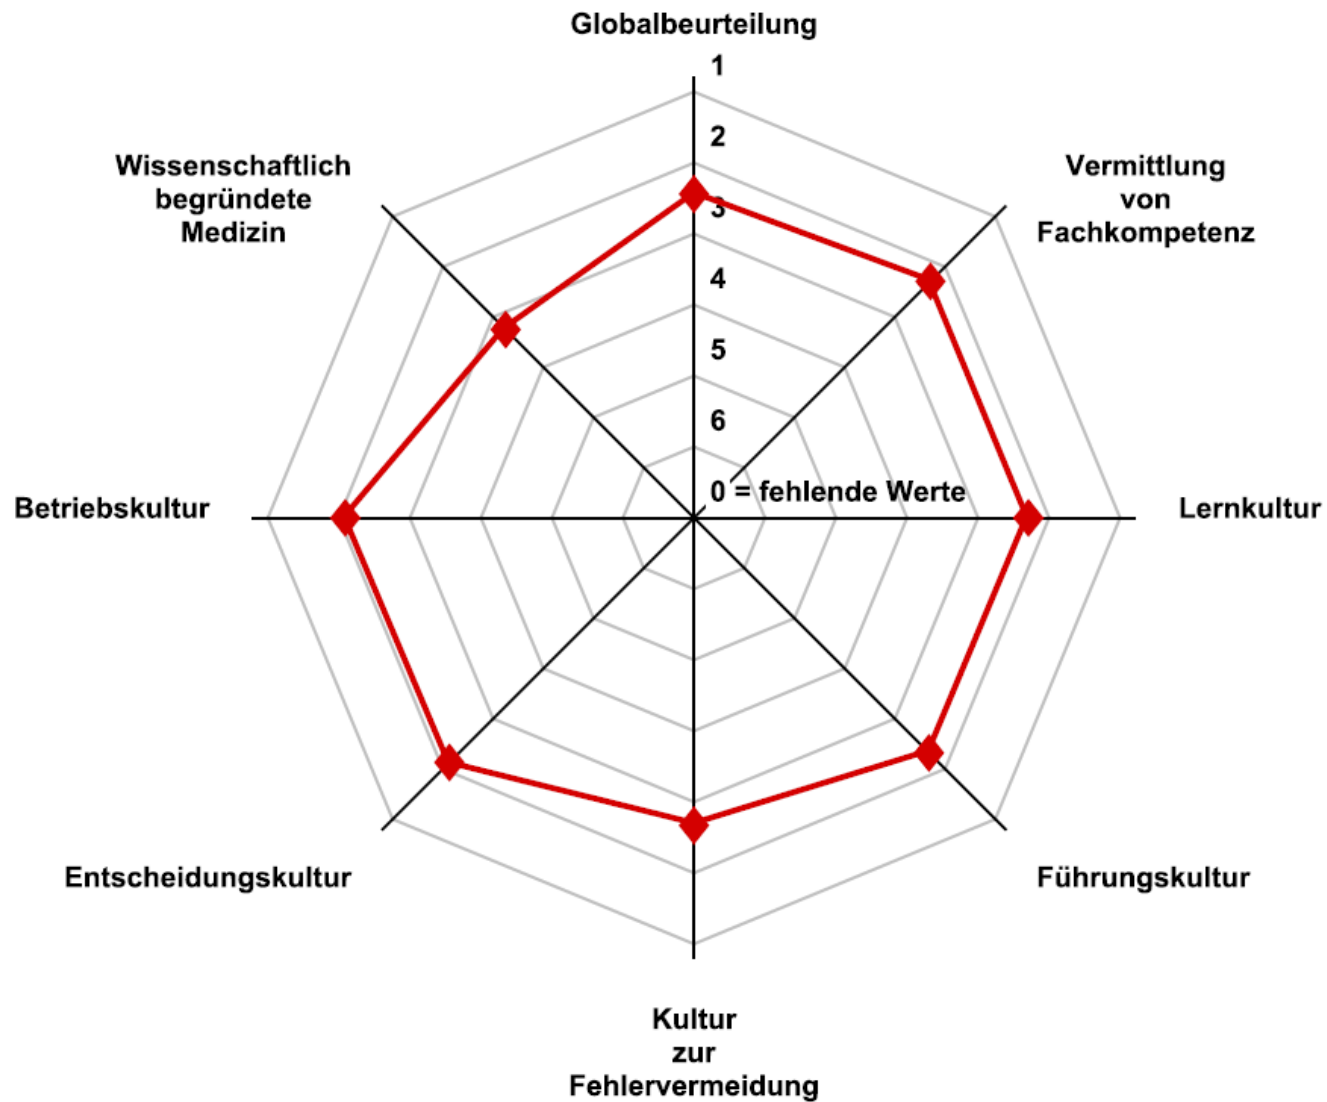 Globalbeurteilung
1
2
3
4
5
6
0 = fehlende Werte
Vermittlung
von
Fachkompetenz
Lernkultur
Führungskultur
Kultur
zur
Fehlervermeidung
Entscheidungskultur
Betriebskultur
Wissenschaftlich
begründete
Medizin